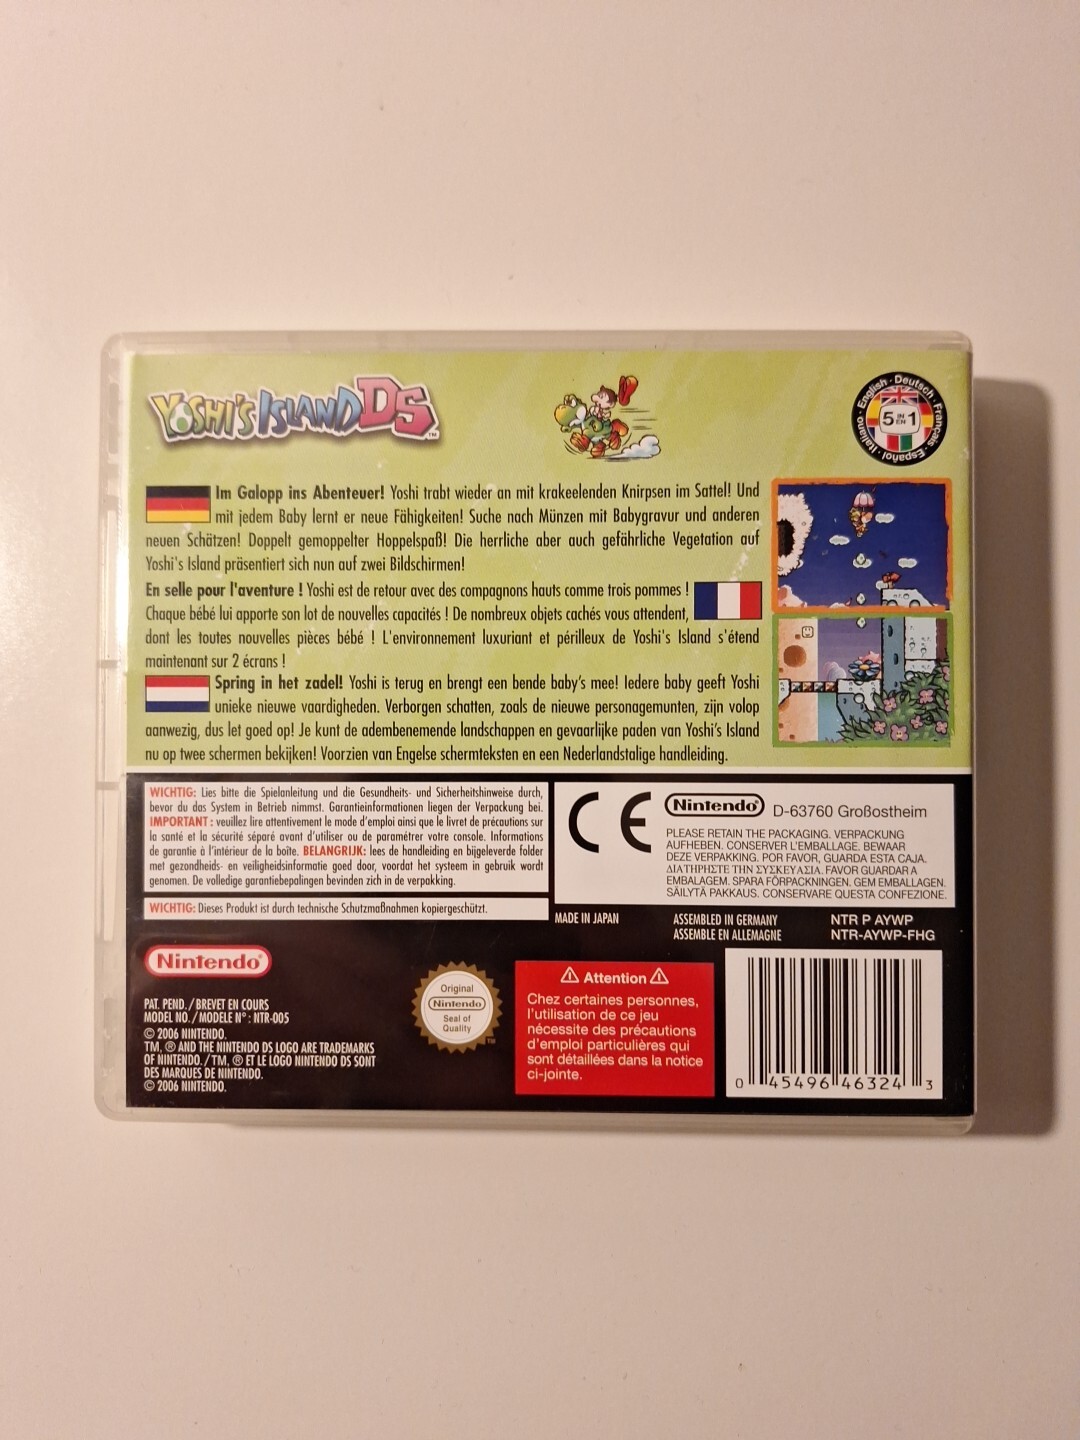 YOSHI'S ISLAND DS™
English · Deutsch · Français · Español · Italiano
5 IN EN 1
Im Galopp ins Abenteuer! Yoshi trabt wieder an mit krakeelenden Knirpsen im Sattel! Und
mit jedem Baby lernt er neue Fähigkeiten! Suche nach Münzen mit Babygravur und anderen
neuen Schätzen! Doppelt gemoppelter Hoppelspaß! Die herrliche aber auch gefährliche Vegetation auf
Yoshi's Island präsentiert sich nun auf zwei Bildschirmen!
En selle pour l'aventure ! Yoshi est de retour avec des compagnons hauts comme trois pommes !
Chaque bébé lui apporte son lot de nouvelles capacités ! De nombreux objets cachés vous attendent,
dont les toutes nouvelles pièces bébé ! L'environnement luxuriant et périlleux de Yoshi's Island s'étend
maintenant sur 2 écrans !
Spring in het zadel! Yoshi is terug en brengt een bende baby's mee! Iedere baby geeft Yoshi
unieke nieuwe vaardigheden. Verborgen schatten, zoals de nieuwe personagemunten, zijn volop
aanwezig, dus let goed op! Je kunt de adembenemende landschappen en gevaarlijke paden van Yoshi's Island
nu op twee schermen bekijken! Voorzien van Engelse schermteksten en een Nederlandstalige handleiding.
WICHTIG: Lies bitte die Spielanleitung und die Gesundheits- und Sicherheitshinweise durch,
bevor du das System in Betrieb nimmst. Garantieinformationen liegen der Verpackung bei.
IMPORTANT : veuillez lire attentivement le mode d'emploi ainsi que le livret de précautions sur
la santé et la sécurité séparé avant d'utiliser ou de paramétrer votre console. Informations
de garantie à l'intérieur de la boîte. BELANGRIJK: lees de handleiding en bijgeleverde folder
met gezondheids- en veiligheidsinformatie goed door, voordat het systeem in gebruik wordt
genomen. De volledige garantiebepalingen bevinden zich in de verpakking.
WICHTIG: Dieses Produkt ist durch technische Schutzmaßnahmen kopiergeschützt.
CE
Nintendo® D-63760 Großostheim
PLEASE RETAIN THE PACKAGING. VERPACKUNG
AUFHEBEN. CONSERVER L'EMBALLAGE. BEWAAR
DEZE VERPAKKING. POR FAVOR, GUARDA ESTA CAJA.
ΔΙΑΤΗΡΗΣΤΕ ΤΗΝ ΣΥΣΚΕΥΑΣΙΑ. FAVOR GUARDAR A
EMBALAGEM. SPARA FÖRPACKNINGEN. GEM EMBALLAGEN.
SÄILYTÄ PAKKAUS. CONSERVARE QUESTA CONFEZIONE.
MADE IN JAPAN
ASSEMBLED IN GERMANY
ASSEMBLE EN ALLEMAGNE
NTR P AYWP
NTR-AYWP-FHG
Nintendo®
PAT. PEND./BREVET EN COURS
MODEL NO./MODELE N° : NTR-005
© 2006 NINTENDO.
TM, ® AND THE NINTENDO DS LOGO ARE TRADEMARKS
OF NINTENDO./TM, ® ET LE LOGO NINTENDO DS SONT
DES MARQUES DE NINTENDO.
© 2006 NINTENDO.
Original
Nintendo
Seal of
Quality
TM
⚠ Attention ⚠
Chez certaines personnes,
l'utilisation de ce jeu
nécessite des précautions
d'emploi particulières qui
sont détaillées dans la notice
ci-jointe.
0 45496 46324 3